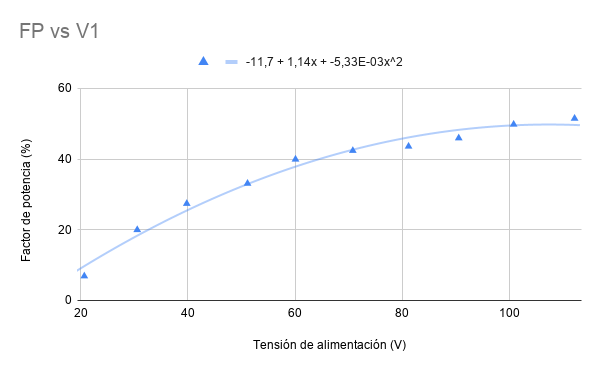 FP vs V1
-11,7 + 1,14x + -5,33E-03x^2
60
40
20
0
Factor de potencia (%)
20 40 60 80 100
Tensión de alimentación (V)